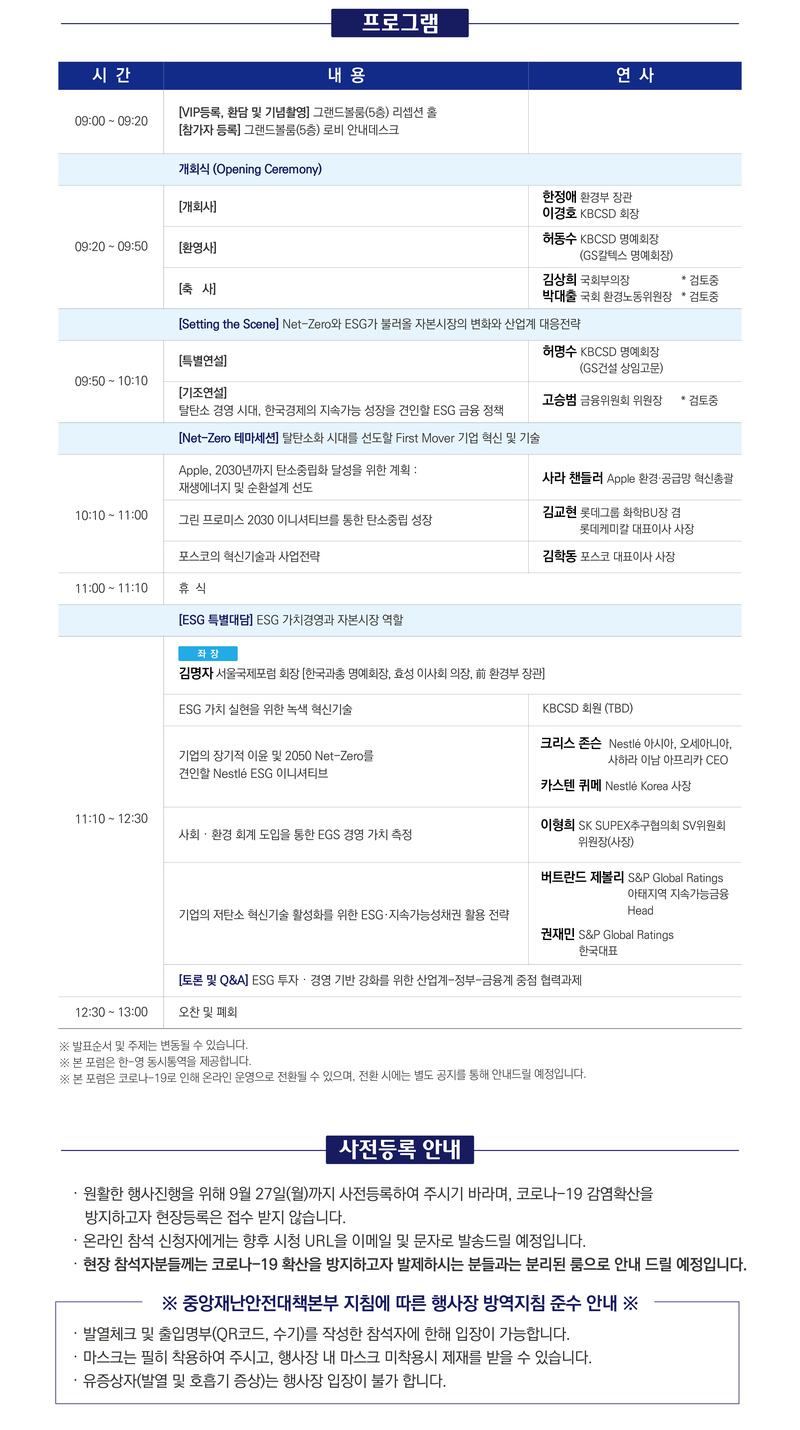 프로그램
시 간 내 용 연 사
09:00 ~ 09:20
[VIP등록, 환담 및 기념촬영] 그랜드볼룸(5층) 리셉션 홀
[참가자 등록] 그랜드볼룸(5층) 로비 안내데스크
개회식 (Opening Ceremony)
09:20 ~ 09:50
[개회사]
한정애 환경부 장관
이경호 KBCSD 회장
[환영사]
허동수 KBCSD 명예회장
(GS칼텍스 명예회장)
[축 사]
김상희 국회부의장 * 검토중
박대출 국회 환경노동위원장 * 검토중
[Setting the Scene] Net-Zero와 ESG가 불러올 자본시장의 변화와 산업계 대응전략
09:50 ~ 10:10
[특별연설]
허명수 KBCSD 명예회장
(GS건설 상임고문)
[기조연설]
탈탄소 경영 시대, 한국경제의 지속가능 성장을 견인할 ESG 금융 정책
고승범 금융위원회 위원장 * 검토중
[Net-Zero 테마세션] 탈탄소화 시대를 선도할 First Mover 기업 혁신 및 기술
10:10 ~ 11:00
Apple, 2030년까지 탄소중립화 달성을 위한 계획 :
재생에너지 및 순환설계 선도
사라 챈들러 Apple 환경·공급망 혁신총괄
그린 프로미스 2030 이니셔티브를 통한 탄소중립 성장
김교현 롯데그룹 화학BU장 겸
롯데케미칼 대표이사 사장
포스코의 혁신기술과 사업전략
김학동 포스코 대표이사 사장
11:00 ~ 11:10
휴 식
[ESG 특별대담] ESG 가치경영과 자본시장 역할
11:10 ~ 12:30
좌 장
김명자 서울국제포럼 회장 [한국과총 명예회장, 효성 이사회 의장, 前 환경부 장관]
ESG 가치 실현을 위한 녹색 혁신기술
KBCSD 회원 (TBD)
기업의 장기적 이윤 및 2050 Net-Zero를
견인할 Nestlé ESG 이니셔티브
크리스 존슨 Nestlé 아시아, 오세아니아,
사하라 이남 아프리카 CEO
카스텐 퀴메 Nestlé Korea 사장
사회 · 환경 회계 도입을 통한 EGS 경영 가치 측정
이형희 SK SUPEX추구협의회 SV위원회
위원장(사장)
기업의 저탄소 혁신기술 활성화를 위한 ESG·지속가능성채권 활용 전략
버트란드 제불리 S&P Global Ratings
아태지역 지속가능금융
Head
권재민 S&P Global Ratings
한국대표
[토론 및 Q&A] ESG 투자 · 경영 기반 강화를 위한 산업계-정부-금융계 중점 협력과제
12:30 ~ 13:00
오찬 및 폐회
※ 발표순서 및 주제는 변동될 수 있습니다.
※ 본 포럼은 한-영 동시통역을 제공합니다.
※ 본 포럼은 코로나-19로 인해 온라인 운영으로 전환될 수 있으며, 전환 시에는 별도 공지를 통해 안내드릴 예정입니다.
사전등록 안내
· 원활한 행사진행을 위해 9월 27일(월)까지 사전등록하여 주시기 바라며, 코로나-19 감염확산을
방지하고자 현장등록은 접수 받지 않습니다.
· 온라인 참석 신청자에게는 향후 시청 URL을 이메일 및 문자로 발송드릴 예정입니다.
· 현장 참석자분들께는 코로나-19 확산을 방지하고자 발제하시는 분들과는 분리된 룸으로 안내 드릴 예정입니다.
※ 중앙재난안전대책본부 지침에 따른 행사장 방역지침 준수 안내 ※
· 발열체크 및 출입명부(QR코드, 수기)를 작성한 참석자에 한해 입장이 가능합니다.
· 마스크는 필히 착용하여 주시고, 행사장 내 마스크 미착용시 제재를 받을 수 있습니다.
· 유증상자(발열 및 호흡기 증상)는 행사장 입장이 불가 합니다.